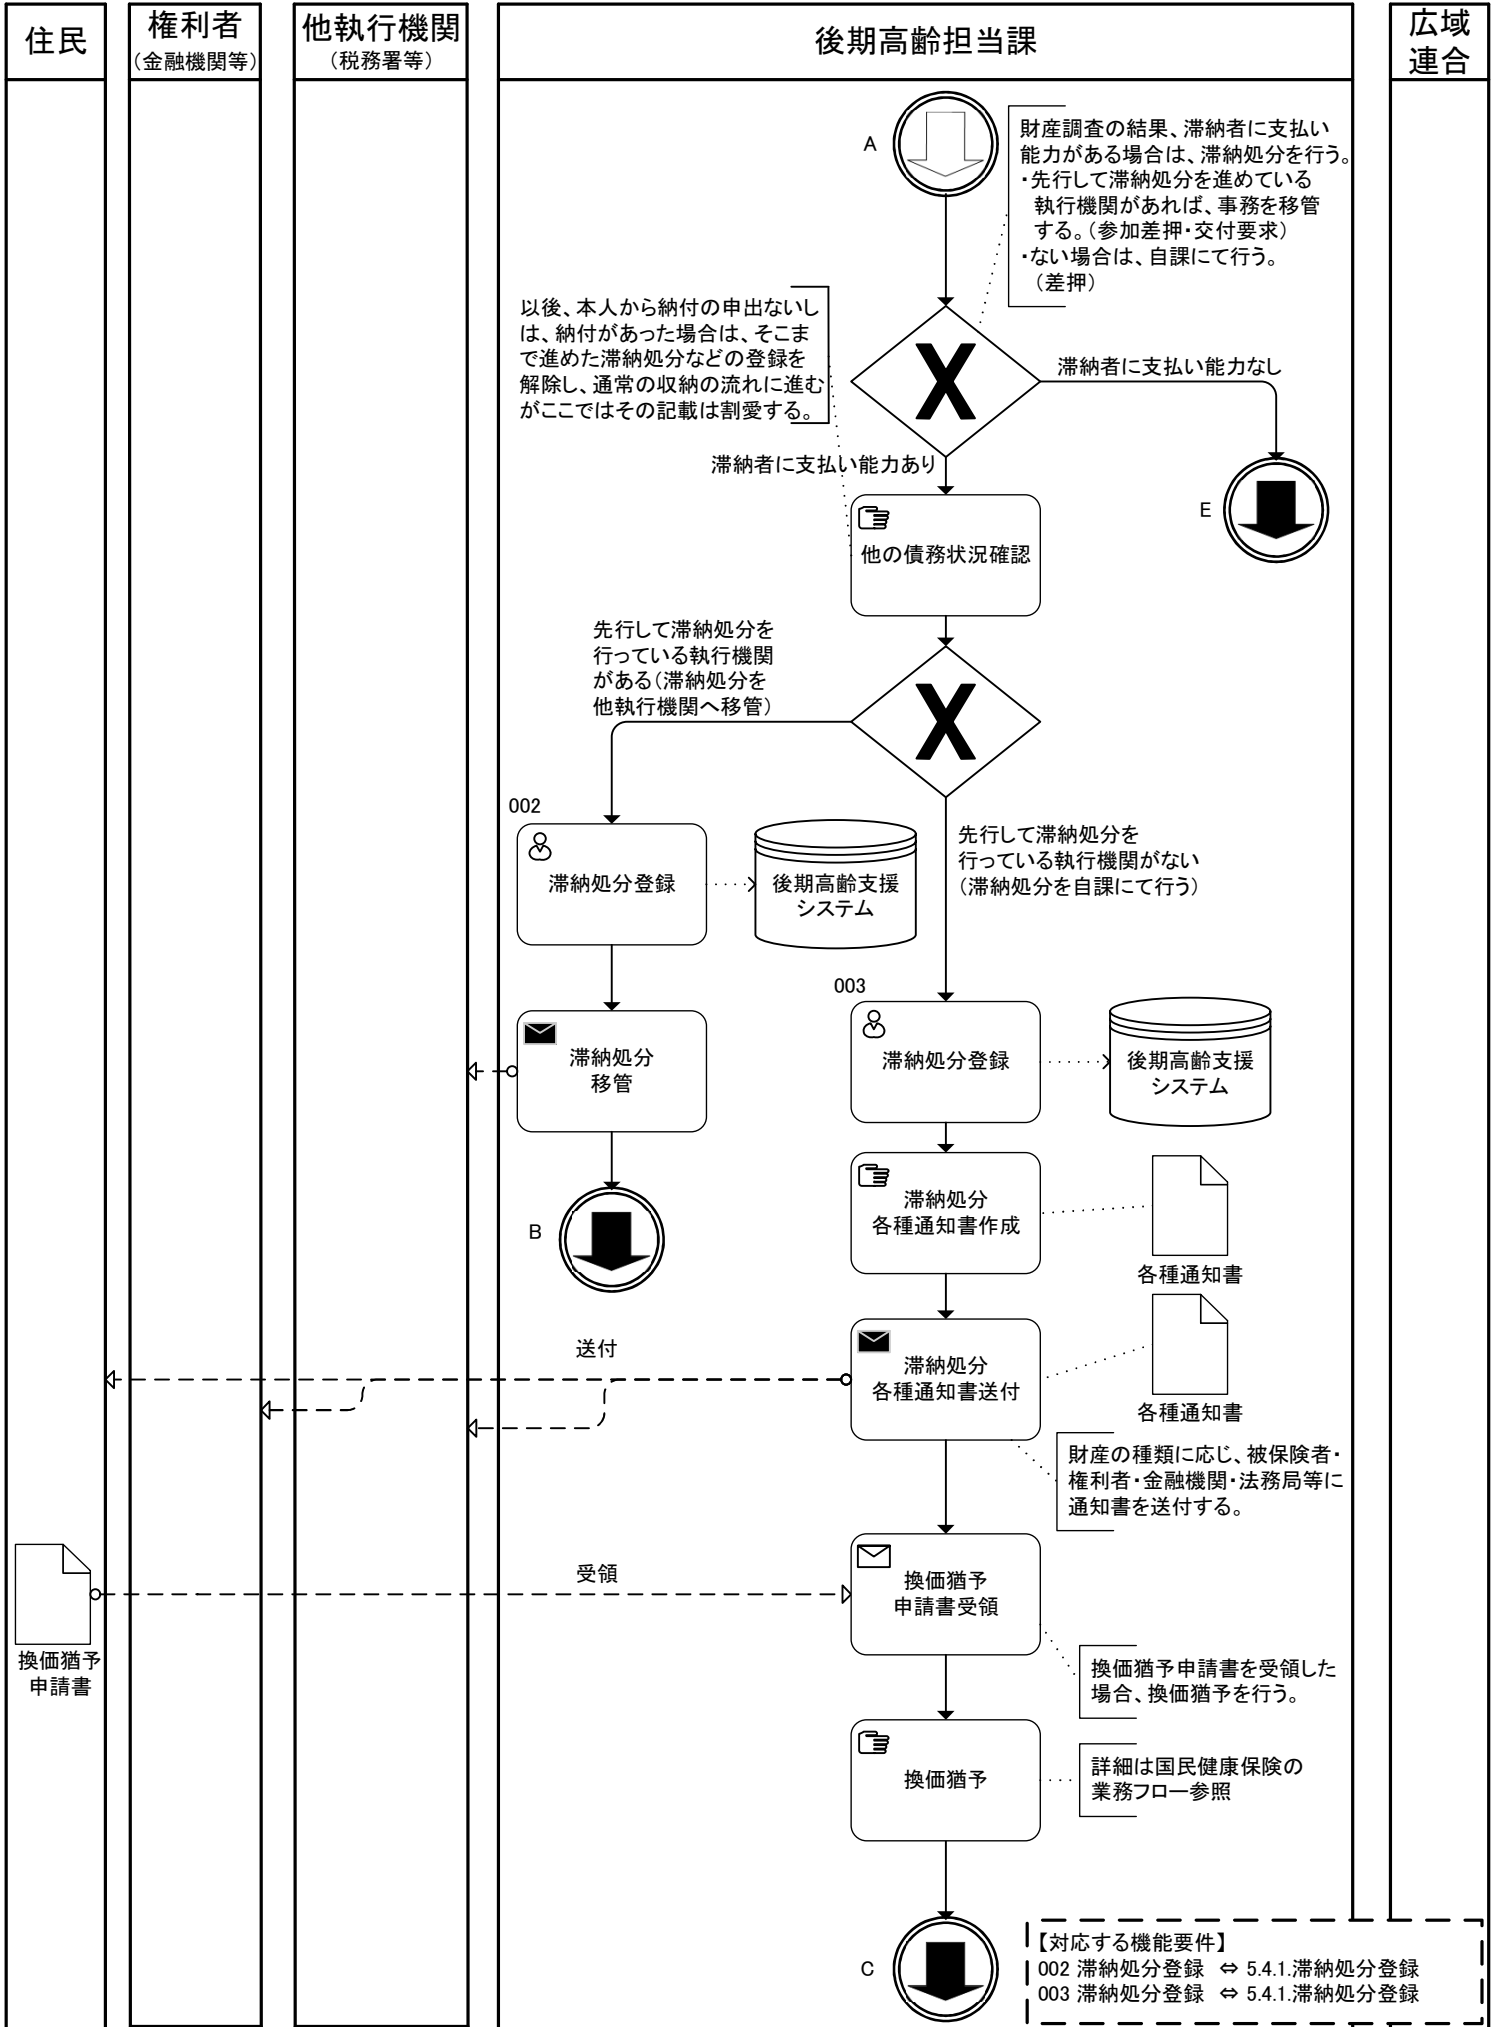 住民
権利者
（金融機関等）
他執行機関
（税務署等）
後期高齢担当課
広域
連合
A
財産調査の結果、滞納者に支払い
能力がある場合は、滞納処分を行う。
・先行して滞納処分を進めている
執行機関があれば、事務を移管
する。（参加差押・交付要求）
・ない場合は、自課にて行う。
（差押）
以後、本人から納付の申出ないし
は、納付があった場合は、そこま
で進めた滞納処分などの登録を
解除し、通常の収納の流れに進む
がここではその記載は割愛する。
X
滞納者に支払い能力なし
滞納者に支払い能力あり
E
他の債務状況確認
先行して滞納処分を
行っている執行機関
がある（滞納処分を
他執行機関へ移管）
X
002
滞納処分登録
後期高齢支援
システム
先行して滞納処分を
行っている執行機関がない
（滞納処分を自課にて行う）
003
滞納処分登録
後期高齢支援
システム
滞納処分
移管
B
滞納処分
各種通知書作成
各種通知書
送付
滞納処分
各種通知書送付
各種通知書
財産の種類に応じ、被保険者・
権利者・金融機関・法務局等に
通知書を送付する。
換価猶予
申請書
受領
換価猶予
申請書受領
換価猶予申請書を受領した
場合、換価猶予を行う。
換価猶予
詳細は国民健康保険の
業務フロー参照
C
【対応する機能要件】
002 滞納処分登録 ⇔ 5.4.1.滞納処分登録
003 滞納処分登録 ⇔ 5.4.1.滞納処分登録